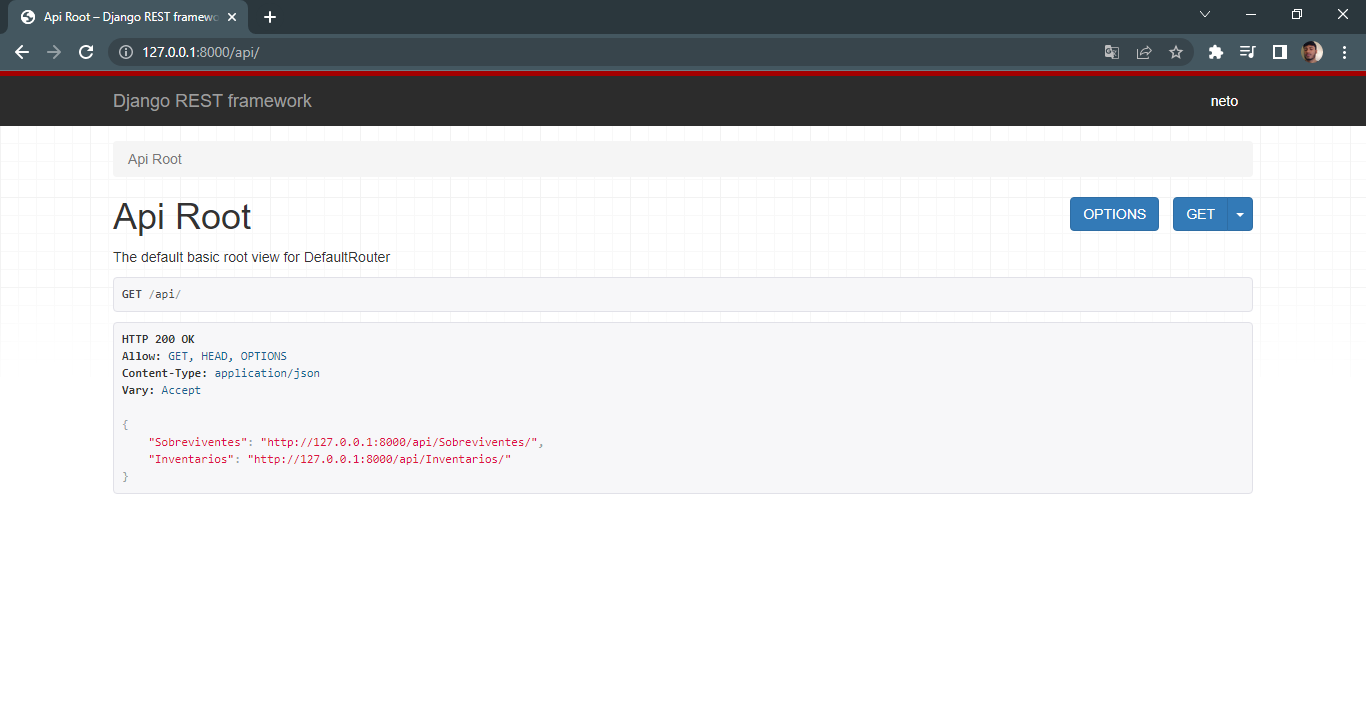 Api Root – Django REST framewo
127.0.0.1:8000/api/
Django REST framework
neto
Api Root
Api Root
OPTIONS
GET
The default basic root view for DefaultRouter
GET /api/
HTTP 200 OK
Allow: GET, HEAD, OPTIONS
Content-Type: application/json
Vary: Accept
{
    "Sobreviventes": "http://127.0.0.1:8000/api/Sobreviventes/",
    "Inventarios": "http://127.0.0.1:8000/api/Inventarios/"
}